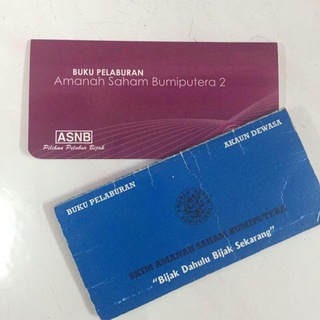 BUKU PELABURAN
Amanah Saham Bumiputera 2
ASNB
Pilihan Pelabur Bijak
BUKU PELABURAN
AKAUN DEWASA
SKIM AMANAH SAHAM BUMIPUTERA
"Bijak Dahulu Bijak Sekarang"